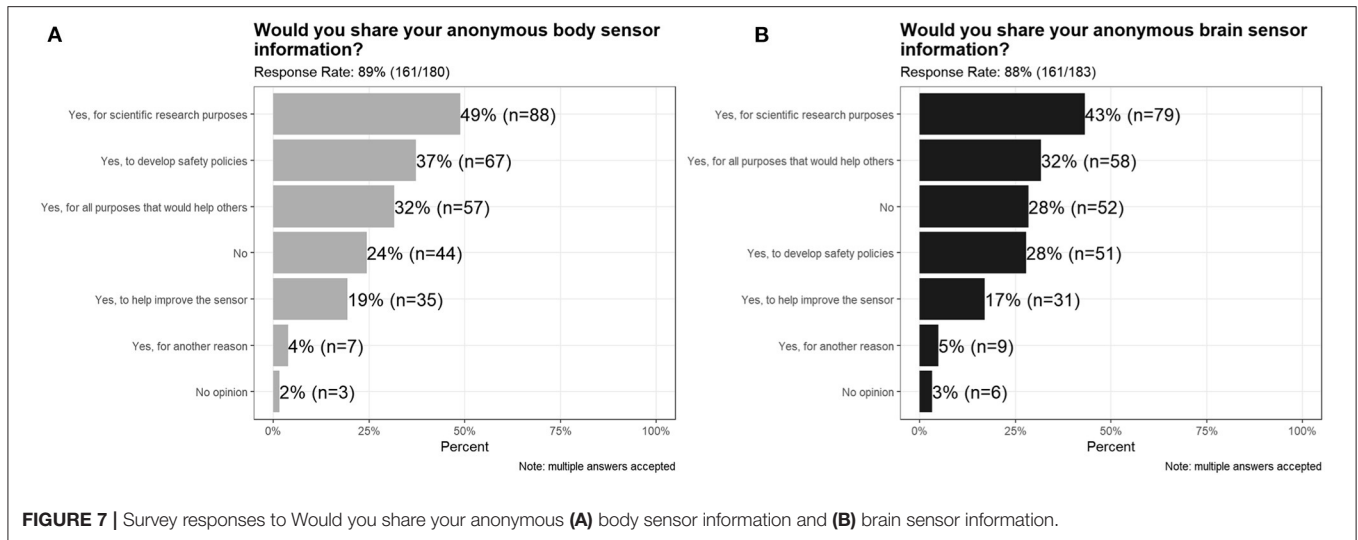 A
Would you share your anonymous body sensor
information?
Response Rate: 89% (161/180)
Yes, for scientific research purposes
49% (n=88)
Yes, to develop safety policies
37% (n=67)
Yes, for all purposes that would help others
32% (n=57)
No
24% (n=44)
Yes, to help improve the sensor
19% (n=35)
Yes, for another reason
4% (n=7)
No opinion
2% (n=3)
0% 25% 50% 75% 100%
Percent
Note: multiple answers accepted
B
Would you share your anonymous brain sensor
information?
Response Rate: 88% (161/183)
Yes, for scientific research purposes
43% (n=79)
Yes, for all purposes that would help others
32% (n=58)
No
28% (n=52)
Yes, to develop safety policies
28% (n=51)
Yes, to help improve the sensor
17% (n=31)
Yes, for another reason
5% (n=9)
No opinion
3% (n=6)
0% 25% 50% 75% 100%
Percent
Note: multiple answers accepted
FIGURE 7 | Survey responses to Would you share your anonymous (A) body sensor information and (B) brain sensor information.